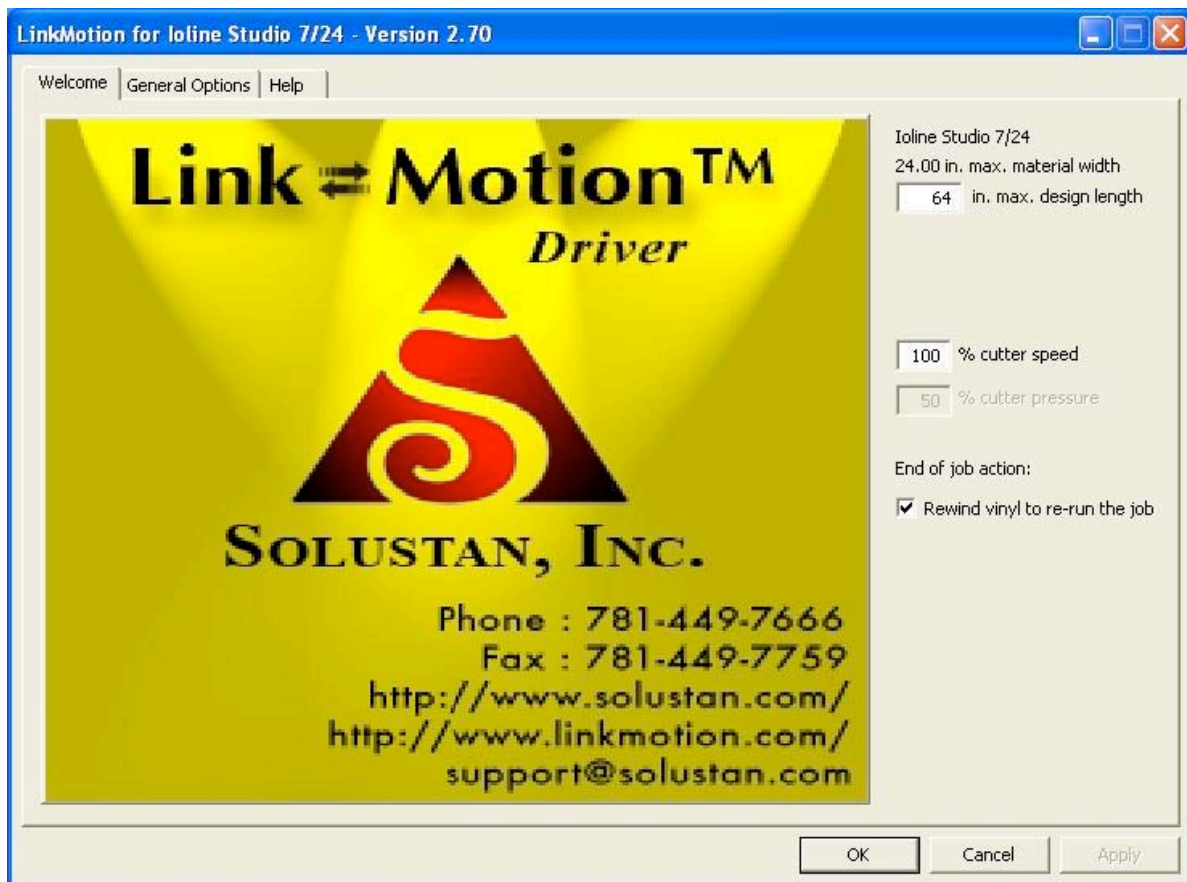 LinkMotion for Ioline Studio 7/24 - Version 2.70
Welcome
General Options
Help
Link Motion™
Driver
SOLUSTAN, INC.
Phone : 781-449-7666
Fax : 781-449-7759
http://www.solustan.com/
http://www.linkmotion.com/
support@solustan.com
Ioline Studio 7/24
24.00 in. max. material width
64 in. max. design length
100 % cutter speed
50 % cutter pressure
End of job action:
Rewind vinyl to re-run the job
OK
Cancel
Apply